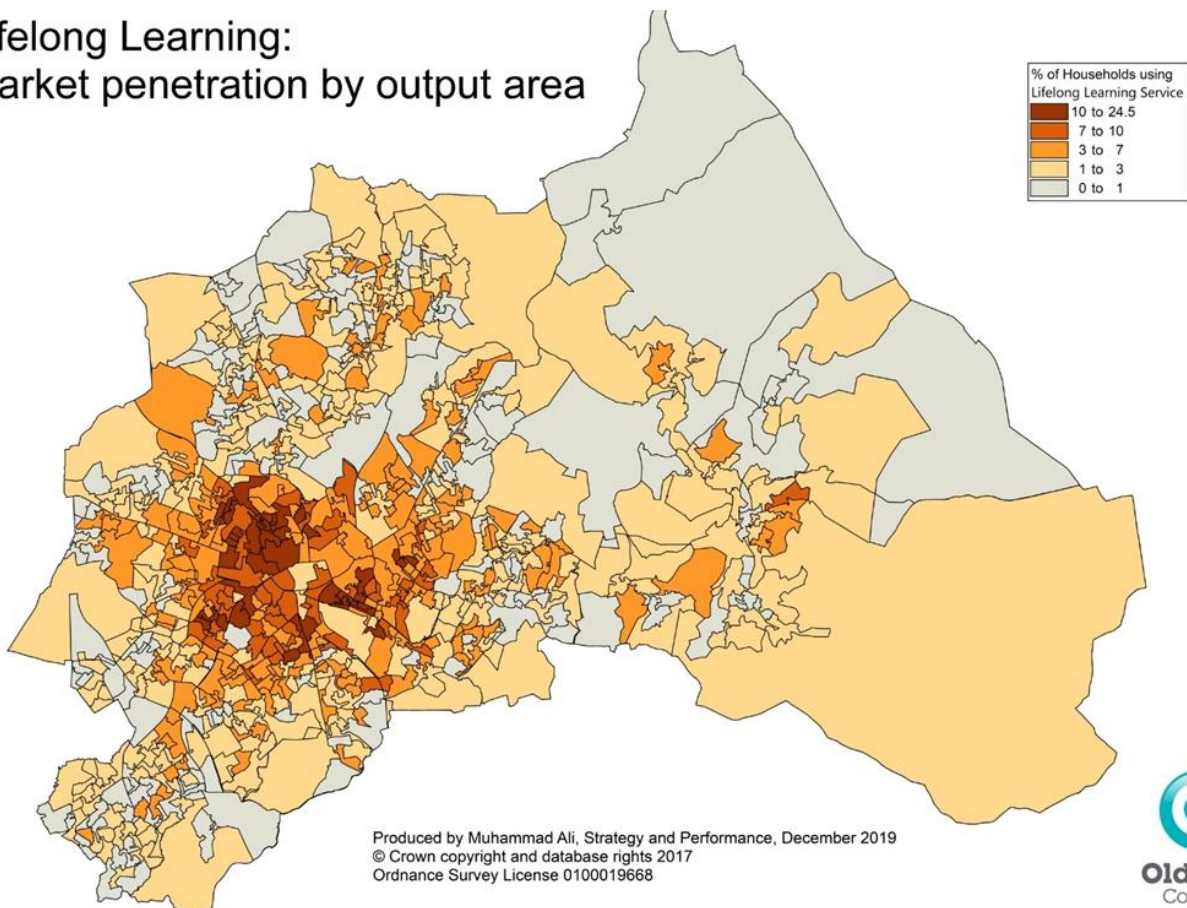 felong Learning:
arket penetration by output area
% of Households using
Lifelong Learning Service
10 to 24.5
7 to 10
3 to 7
1 to 3
0 to 1
Produced by Muhammad Ali, Strategy and Performance, December 2019
© Crown copyright and database rights 2017
Ordnance Survey License 0100019668
Old
Co